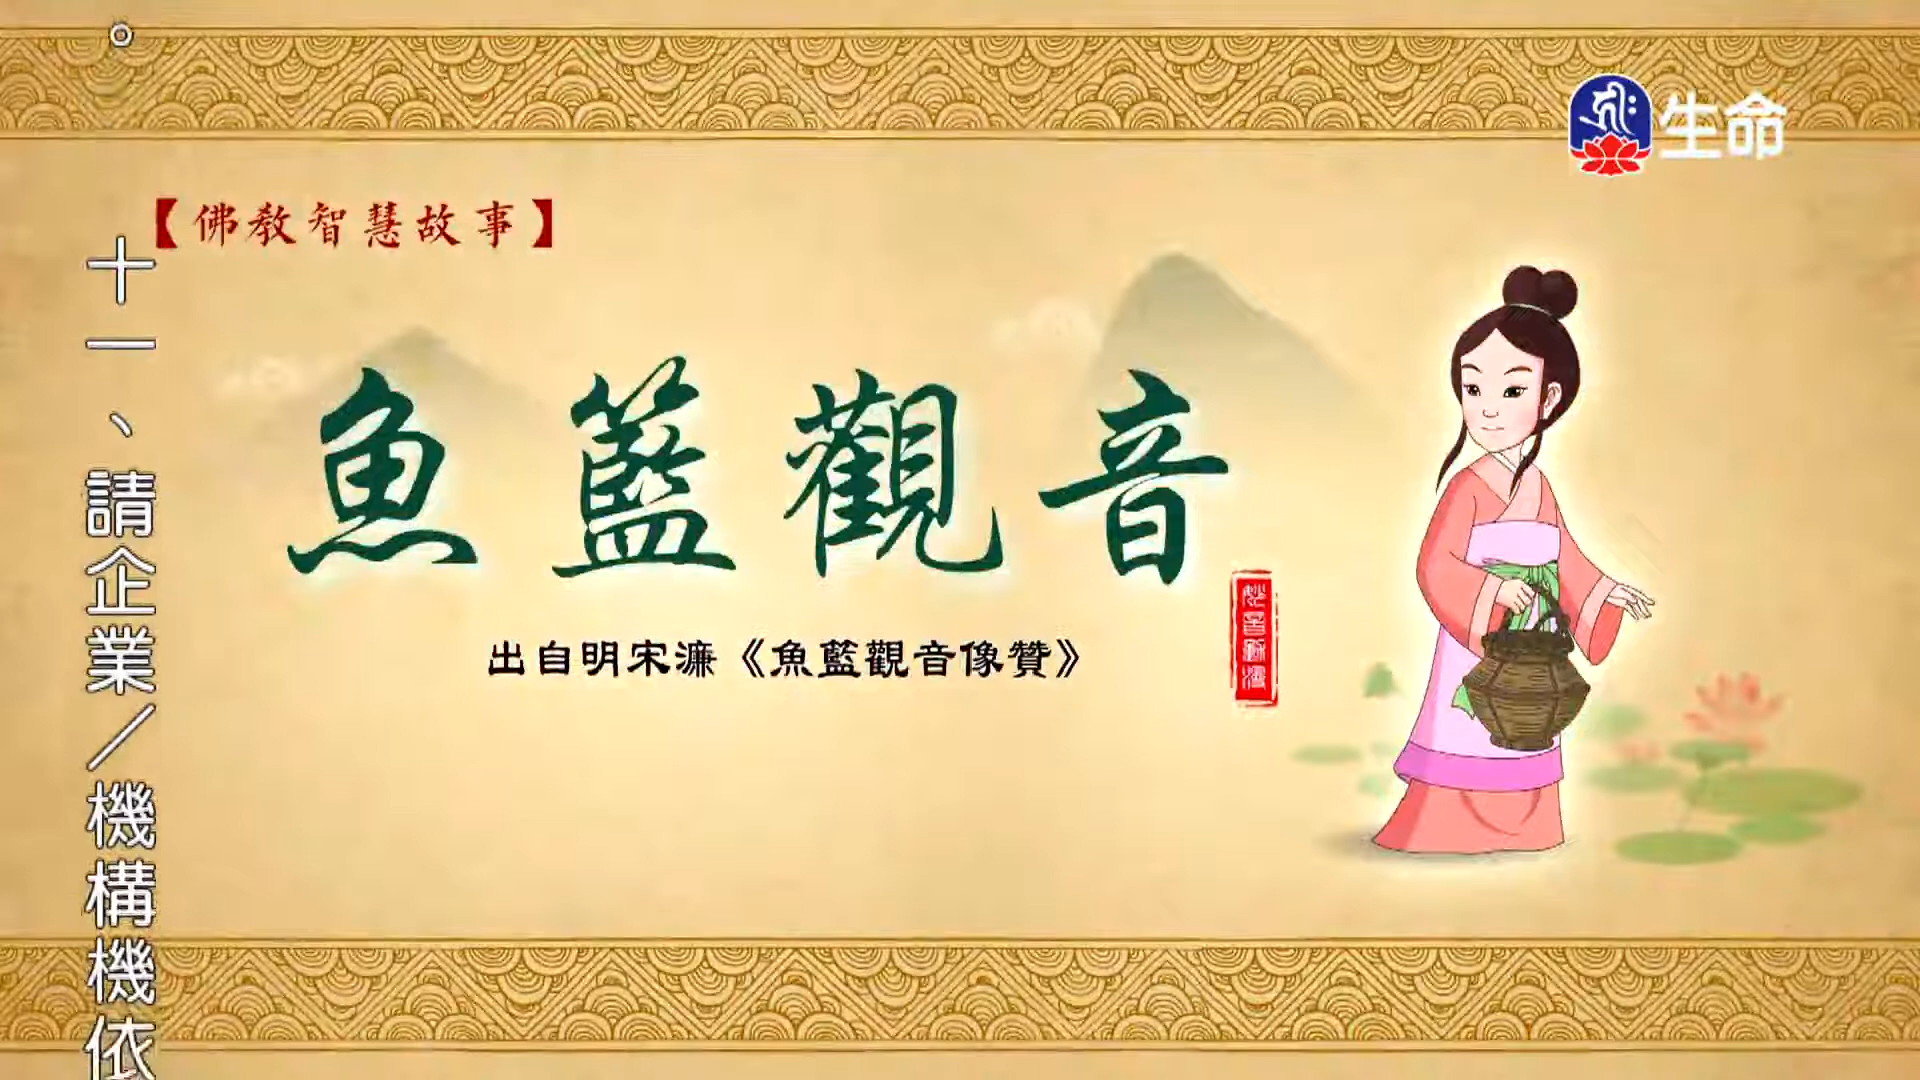 生命
【佛教智慧故事】
魚籃觀音
出自明宋濂《魚藍觀音像贊》
。
十一、請企業／機構機依